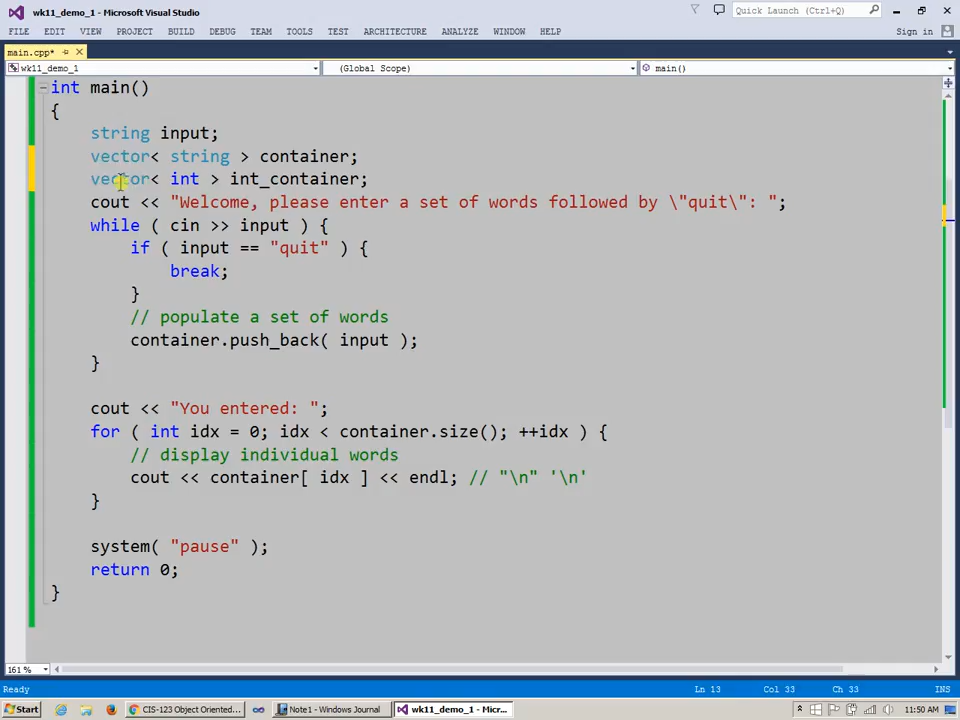 wk11_demo_1 - Microsoft Visual Studio
Quick Launch (Ctrl+Q)
FILE EDIT VIEW PROJECT BUILD DEBUG TEAM TOOLS TEST ARCHITECTURE ANALYZE WINDOW HELP Sign in
main.cpp*
wk11_demo_1 (Global Scope) main()
int main()
{
string input;
vector< string > container;
vector< int > int_container;
cout << "Welcome, please enter a set of words followed by \"quit\": ";
while ( cin >> input ) {
if ( input == "quit" ) {
break;
}
// populate a set of words
container.push_back( input );
}
cout << "You entered: ";
for ( int idx = 0; idx < container.size(); ++idx ) {
// display individual words
cout << container[ idx ] << endl; // "\n" '\n'
}
system( "pause" );
return 0;
}
161 %
Ready Ln 13 Col 33 Ch 33 INS
Start CIS-123 Object Oriented... Note1 - Windows Journal wk11_demo_1 - Micr... 11:50 AM